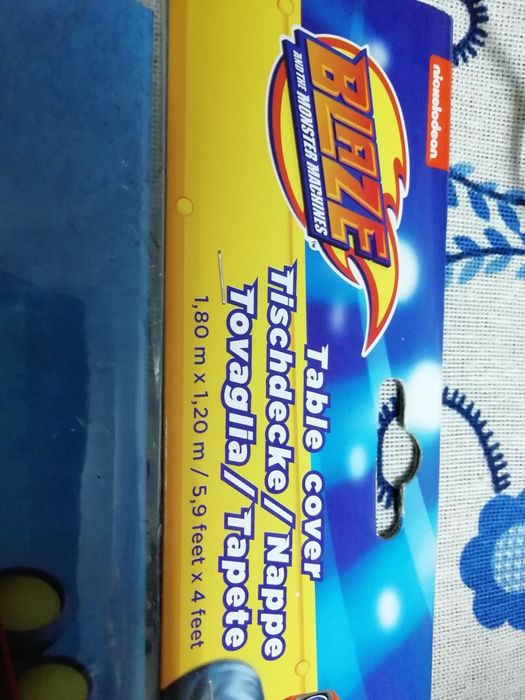 nickelodeon
BLAZE
AND THE MONSTER MACHINES
TM
Table cover
Tischdecke/Nappe
Tovaglia/Tapete
1,80 m x 1,20 m / 5,9 feet x 4 feet